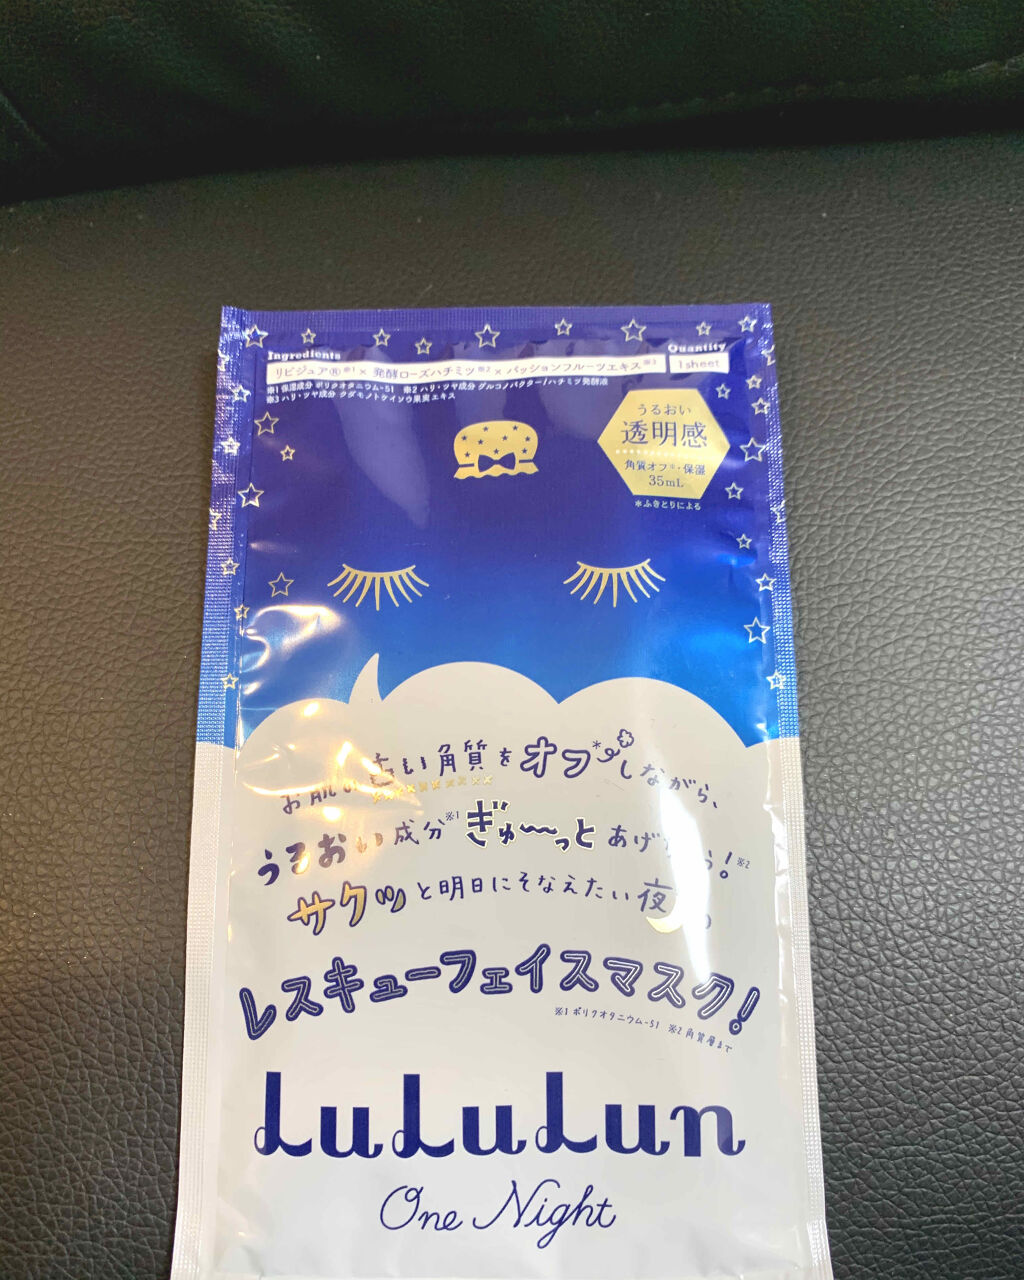 Ingredients
リピジュア® ※1 × 発酵ローズハチミツ※2 × パッションフルーツエキス※3
Quantity
1sheet
※1 保湿成分 ポリクオタニウム-51 ※2 ハリ・ツヤ成分 グルコノバクター/ハチミツ発酵液
※3 ハリ・ツヤ成分 クダモノトケイソウ果実エキス
うるおい
透明感
角質オフ*・保湿
35mL
*ふきとりによる
お肌の古い角質をオフ*しながら、
うるおい成分※1 ぎゅ〜っと あげ ら!※2
サクッと明日にそなえたい夜の
レスキューフェイスマスク!
※1 ポリクオタニウム-51 ※2 角質層まで
LuLuLun
One Night